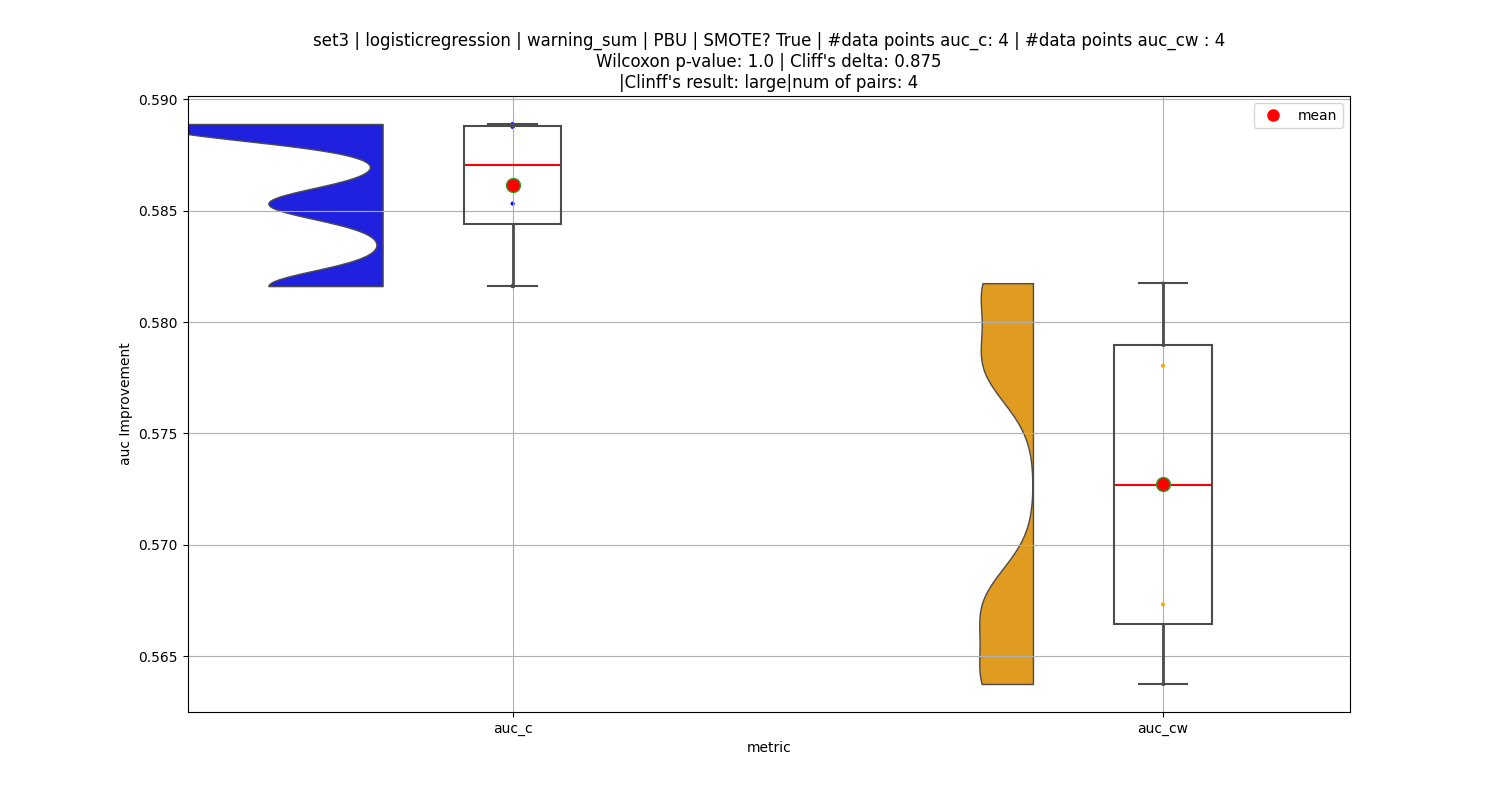 set3 | logisticregression | warning_sum | PBU | SMOTE? True | #data points auc_c: 4 | #data points auc_cw : 4
Wilcoxon p-value: 1.0 | Cliff's delta: 0.875
|Clinff's result: large|num of pairs: 4
mean
0.590
0.585
0.580
0.575
0.570
0.565
auc Improvement
auc_c
auc_cw
metric